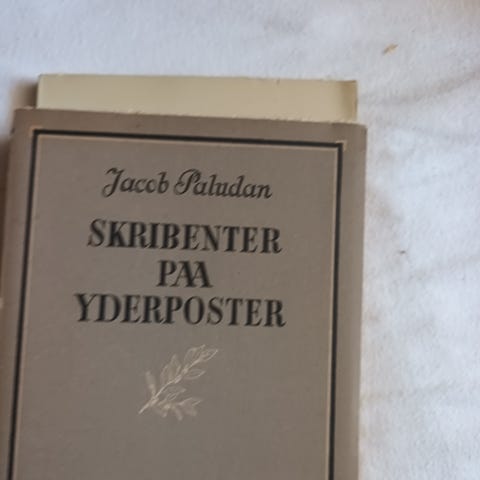 Jacob Paludan
SKRIBENTER
PAA
YDERPOSTER